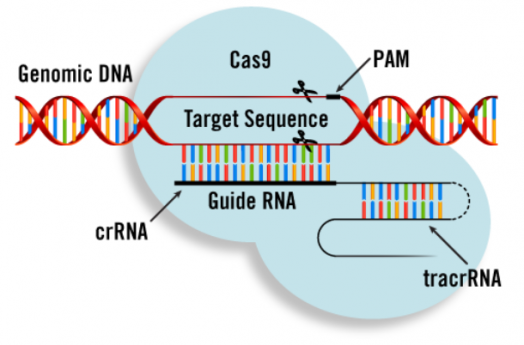 Cas9
PAM
Genomic DNA
Target Sequence
Guide RNA
crRNA
tracrRNA